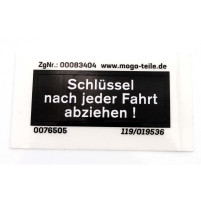 ZgNr.: 00083404 www.moga-teile.de
Schlüssel
nach jeder Fahrt
abziehen !
0076505 119/019536